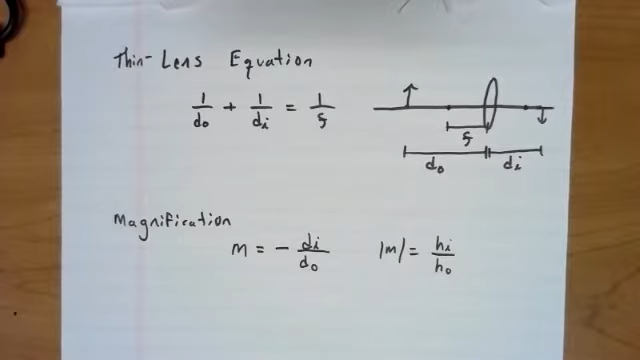 Thin-Lens Equation
1/do + 1/di = 1/f
f
do di
Magnification
m = - di/do |m| = hi/ho